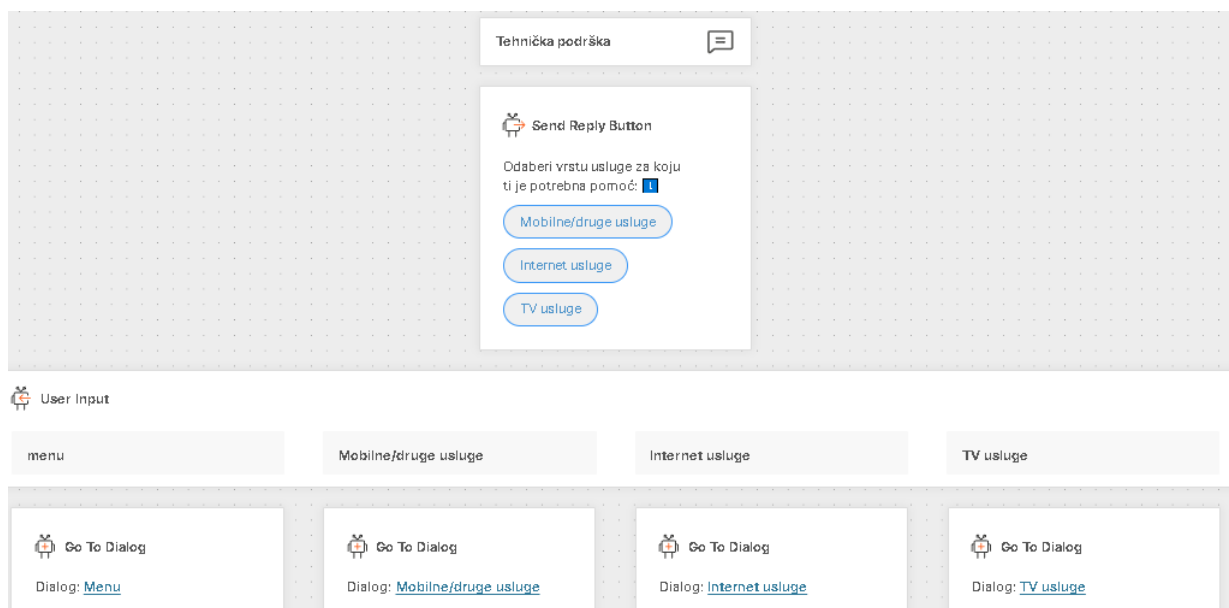 Tehnička podrška
Send Reply Button
Odaberi vrstu usluge za koju
ti je potrebna pomoć:
Mobilne/druge usluge
Internet usluge
TV usluge
User Input
menu
Mobilne/druge usluge
Internet usluge
TV usluge
Go To Dialog
Go To Dialog
Go To Dialog
Go To Dialog
Dialog: Menu
Dialog: Mobilne/druge usluge
Dialog: Internet usluge
Dialog: TV usluge